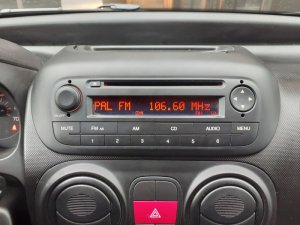 PAL FM 106.60 MHz
MUTE FM AS AM CD AUDIO MENU
1 2 3 4 5 6